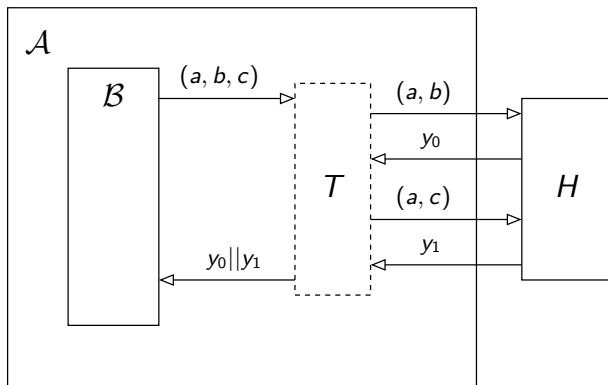 𝒜
ℬ
(a, b, c)
(a, b)
y₀
T
H
(a, c)
y₁
y₀||y₁